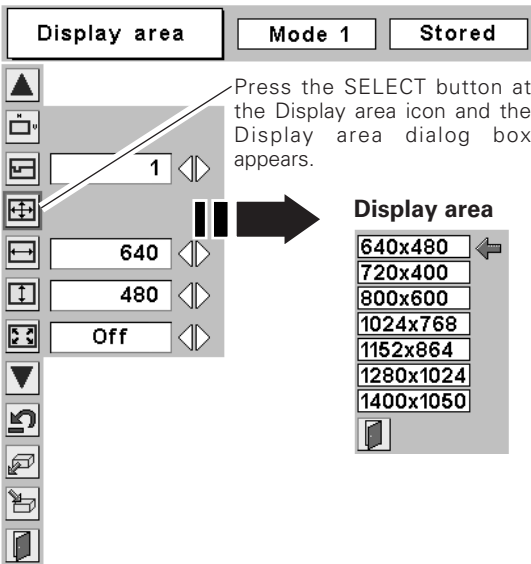 Display area
Mode 1
Stored
Press the SELECT button at
the Display area icon and the
Display area dialog box
appears.
H
V
1
640
480
Off
Display area
640x480
720x400
800x600
1024x768
1152x864
1280x1024
1400x1050